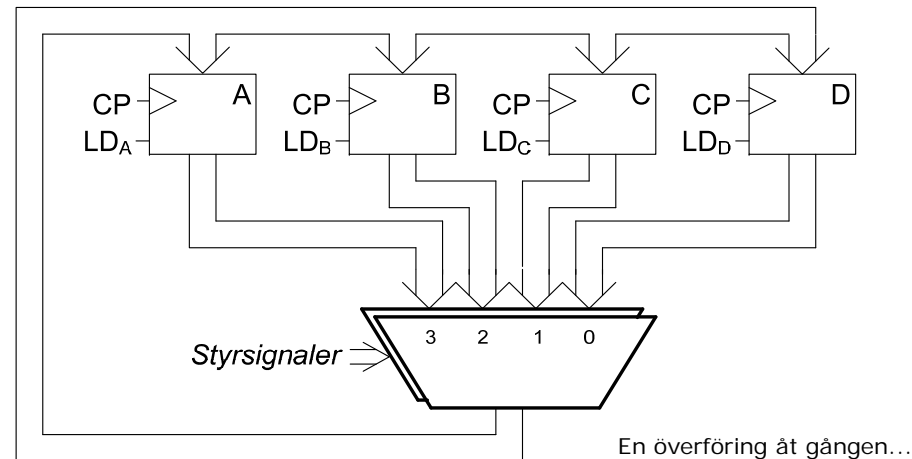 A B C D
CP CP CP CP
LDA LDB LDC LDD
3 2 1 0
Styrsignaler
En överföring åt gången...